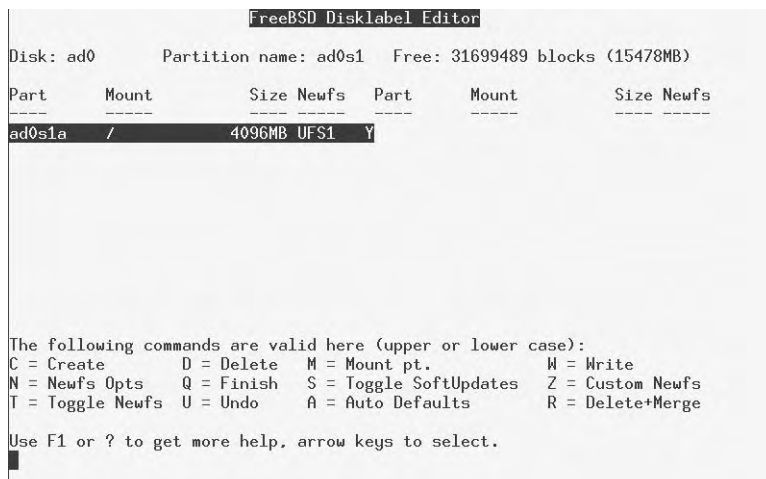 FreeBSD Disklabel Editor
Disk: ad0 Partition name: ad0s1 Free: 31699489 blocks (15478MB)
Part Mount Size Newfs Part Mount Size Newfs
---- ----- ---- ----- ---- ----- ---- -----
ad0s1a / 4096MB UFS1 Y
The following commands are valid here (upper or lower case):
C = Create D = Delete M = Mount pt. W = Write
N = Newfs Opts Q = Finish S = Toggle SoftUpdates Z = Custom Newfs
T = Toggle Newfs U = Undo A = Auto Defaults R = Delete+Merge
Use F1 or ? to get more help, arrow keys to select.